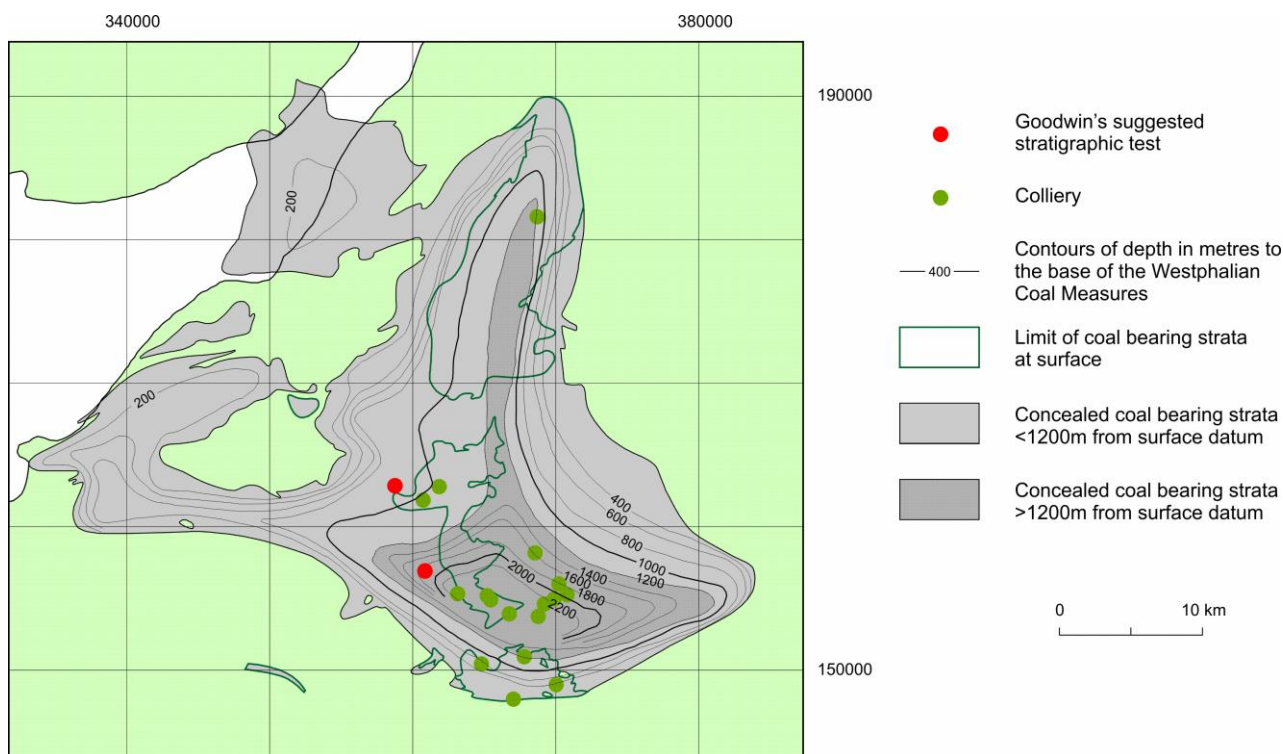 340000
380000
190000
150000
200
200
400
600
800
1000
1200
1400
1600
1800
2000
2200
Goodwin's suggested
stratigraphic test
Colliery
Contours of depth in metres to
400
the base of the Westphalian
Coal Measures
Limit of coal bearing strata
at surface
Concealed coal bearing strata
<1200m from surface datum
Concealed coal bearing strata
>1200m from surface datum
0
10 km